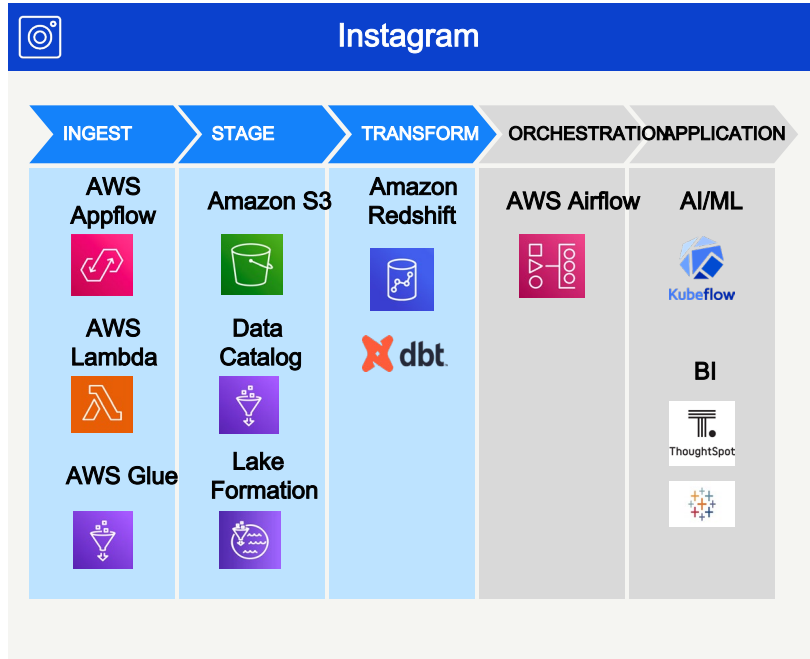 Instagram
INGEST
STAGE
TRANSFORM
ORCHESTRATION
APPLICATION
AWS
Appflow
AWS
Lambda
AWS Glue
Amazon S3
Data
Catalog
Lake
Formation
Amazon
Redshift
dbt
AWS Airflow
AI/ML
Kubeflow
BI
T.
ThoughtSpot